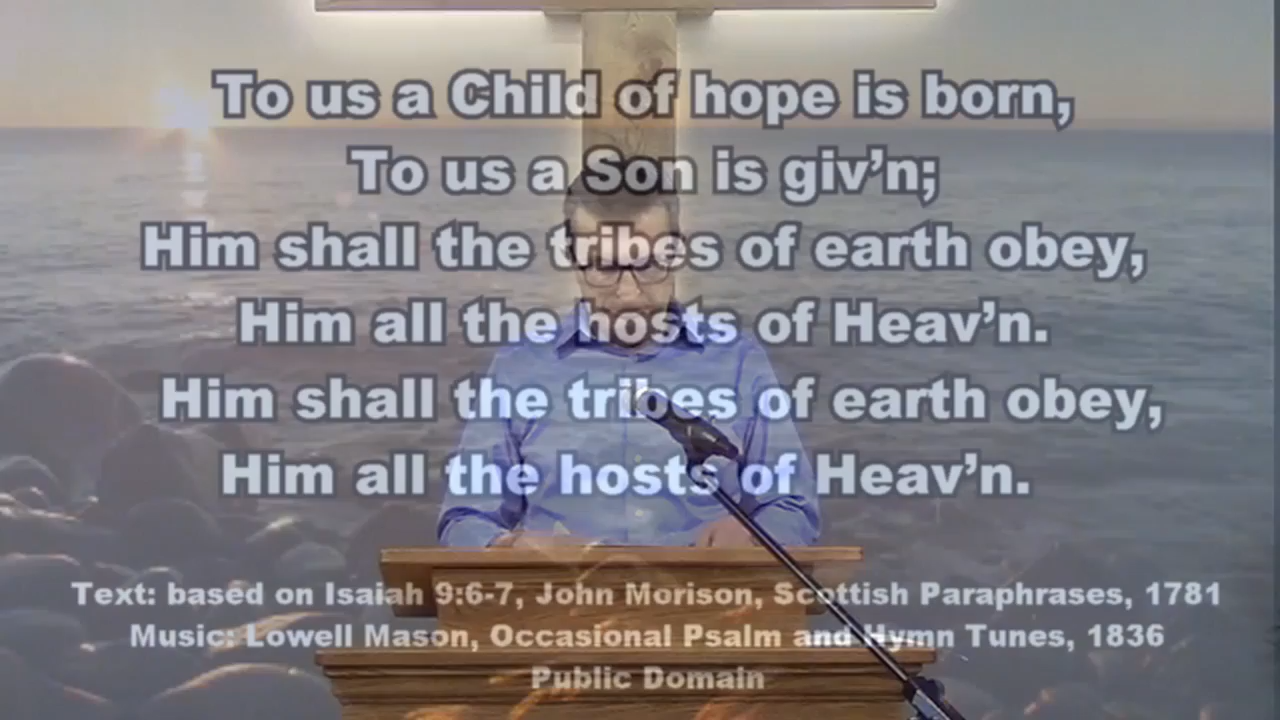 To us a Child of hope is born,
To us a Son is giv’n;
Him shall the tribes of earth obey,
Him all the hosts of Heav’n.
Him shall the tribes of earth obey,
Him all the hosts of Heav’n.
Text: based on Isaiah 9:6-7, John Morison, Scottish Paraphrases, 1781
Music: Lowell Mason, Occasional Psalm and Hymn Tunes, 1836
Public Domain